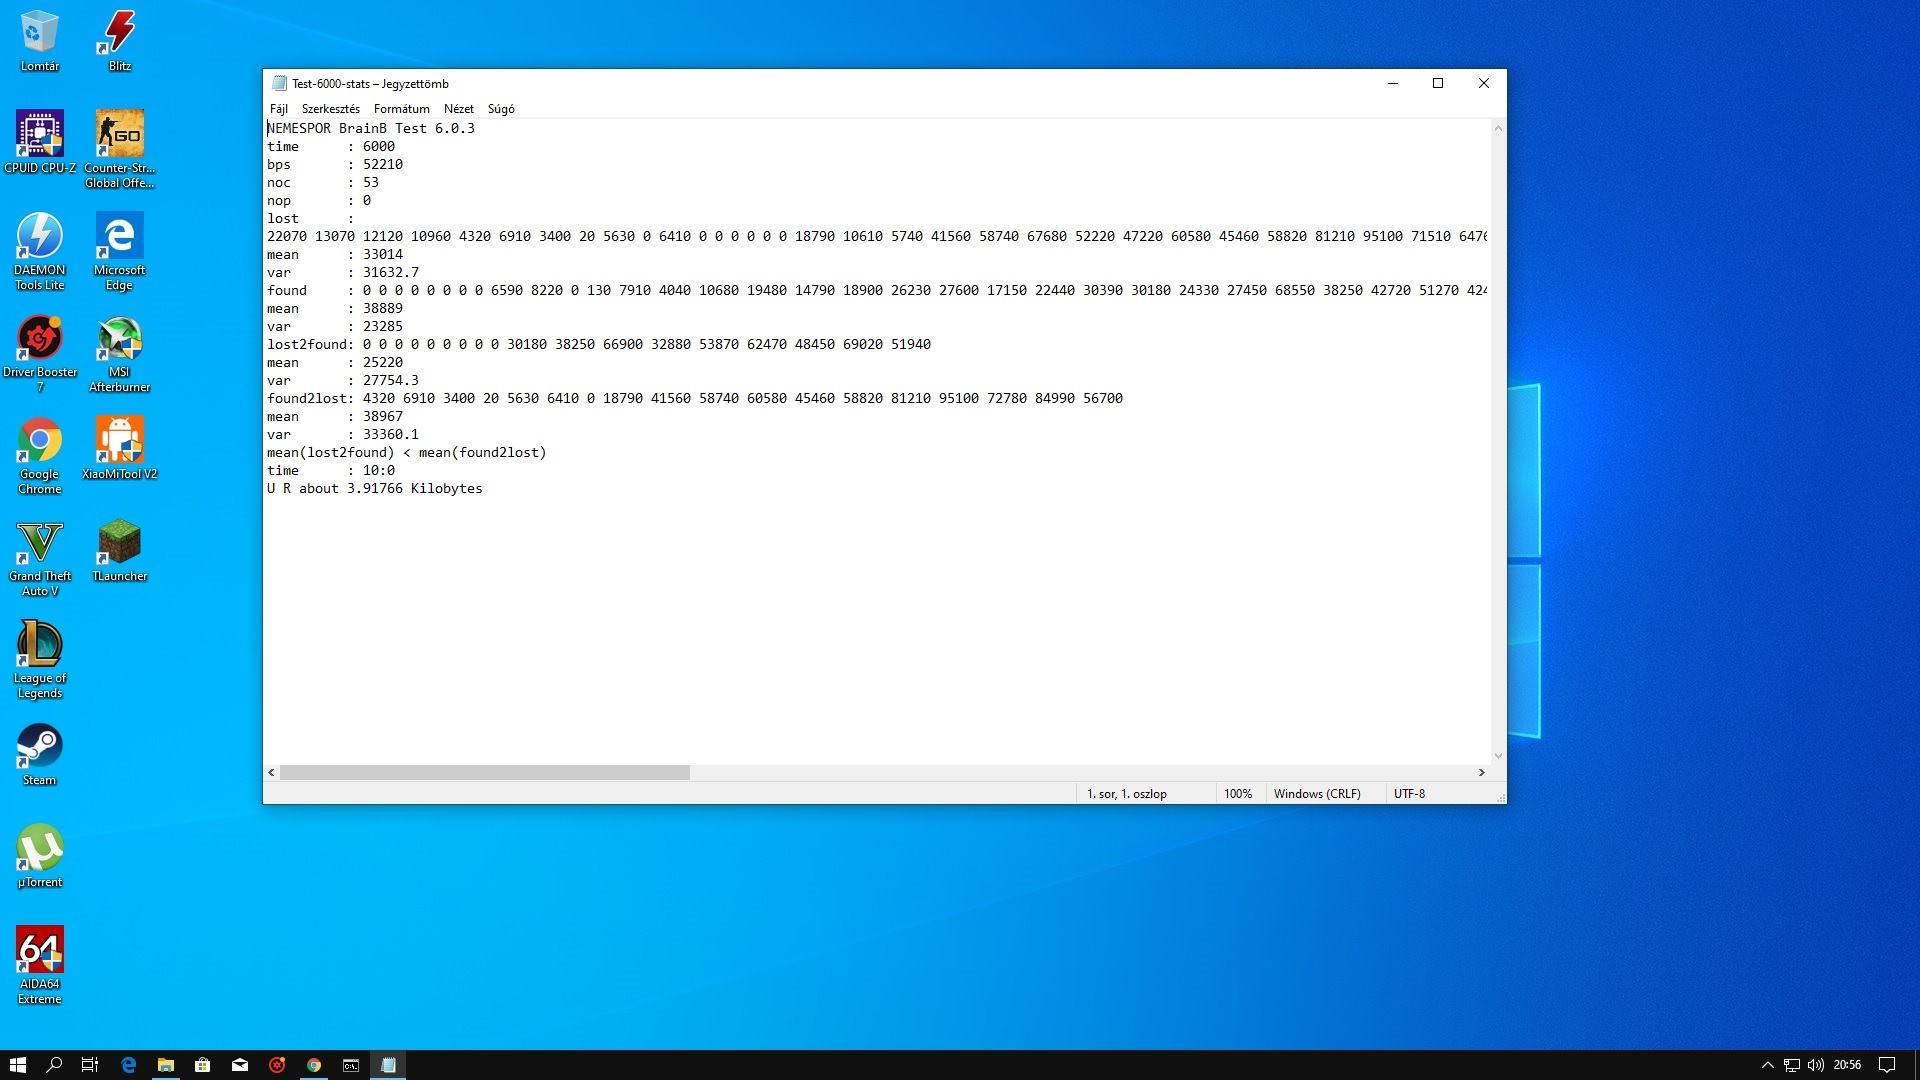 Lomtár
Blitz
CPUID CPU-Z
Counter-Str...
Global Offe...
DAEMON
Tools Lite
Microsoft
Edge
Driver Booster
7
MSI
Afterburner
Google
Chrome
XiaoMiTool V2
Grand Theft
Auto V
TLauncher
League of
Legends
Steam
µTorrent
64
AIDA64
Extreme
GO
Test-6000-stats – Jegyzettömb
Fájl Szerkesztés Formátum Nézet Súgó
NEMESPOR BrainB Test 6.0.3
time : 6000
bps : 52210
noc : 53
nop : 0
lost :
22070 13070 12120 10960 4320 6910 3400 20 5630 0 6410 0 0 0 0 0 0 18790 10610 5740 41560 58740 67680 52220 47220 60580 45460 58820 81210 95100 71510 6476
mean : 33014
var : 31632.7
found : 0 0 0 0 0 0 0 0 6590 8220 0 130 7910 4040 10680 19480 14790 18900 26230 27600 17150 22440 30390 30180 24330 27450 68550 38250 42720 51270 424
mean : 38889
var : 23285
lost2found: 0 0 0 0 0 0 0 0 0 30180 38250 66900 32880 53870 62470 48450 69020 51940
mean : 25220
var : 27754.3
found2lost: 4320 6910 3400 20 5630 6410 0 18790 41560 58740 60580 45460 58820 81210 95100 72780 84990 56700
mean : 38967
var : 33360.1
mean(lost2found) < mean(found2lost)
time : 10:0
U R about 3.91766 Kilobytes
1. sor, 1. oszlop
100%
Windows (CRLF)
UTF-8
20:56